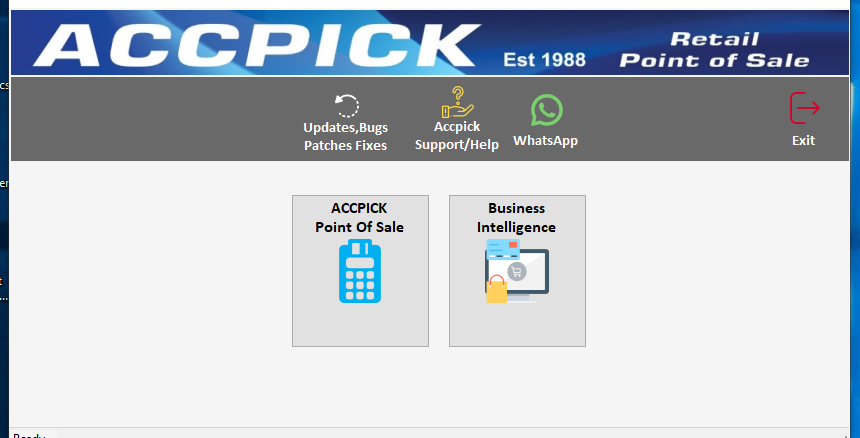 ACCPICK
Est 1988
Retail
Point of Sale
Updates,Bugs
Patches Fixes
Accpick
Support/Help
WhatsApp
Exit
ACCPICK
Point Of Sale
Business
Intelligence